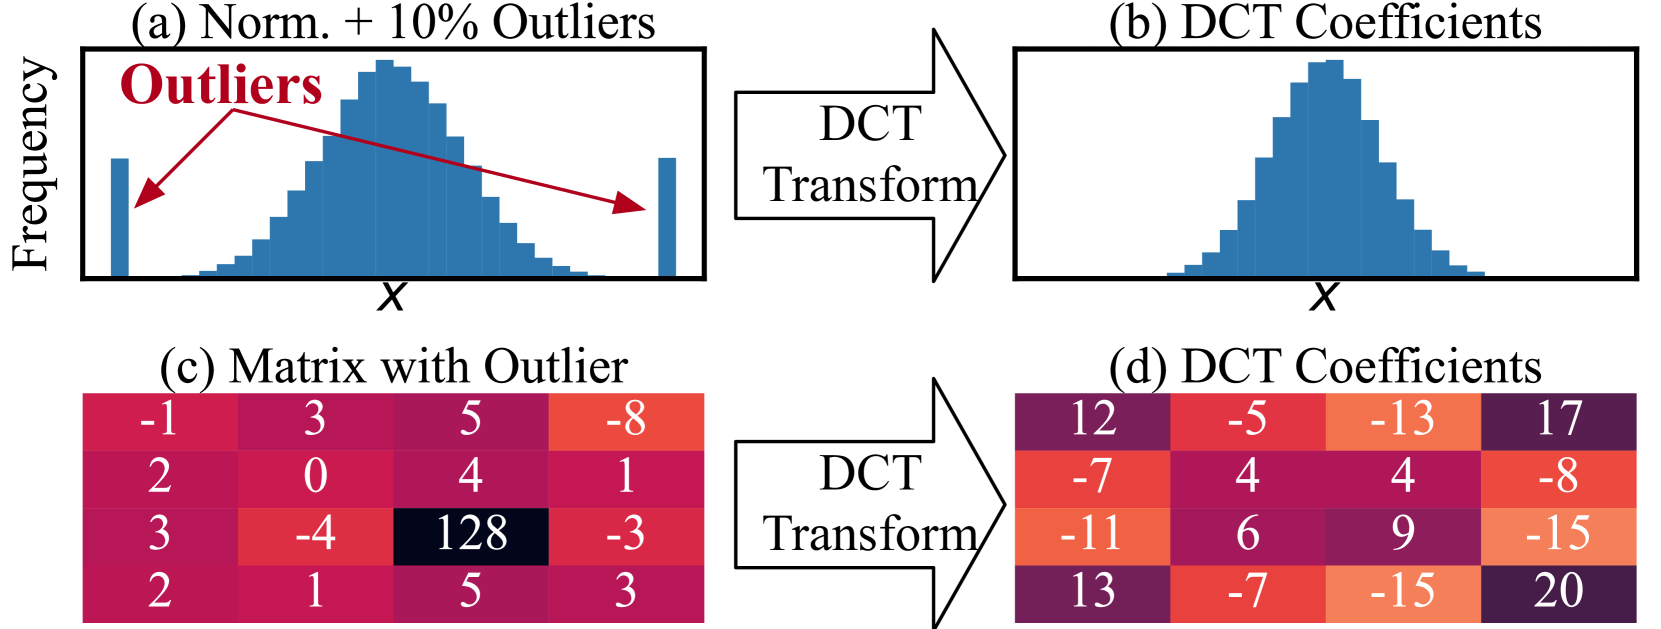 (a) Norm. + 10% Outliers
Outliers
Frequency
x
DCT
Transform
(b) DCT Coefficients
x
(c) Matrix with Outlier
-1 3 5 -8
2 0 4 1
3 -4 128 -3
2 1 5 3
DCT
Transform
(d) DCT Coefficients
12 -5 -13 17
-7 4 4 -8
-11 6 9 -15
13 -7 -15 20